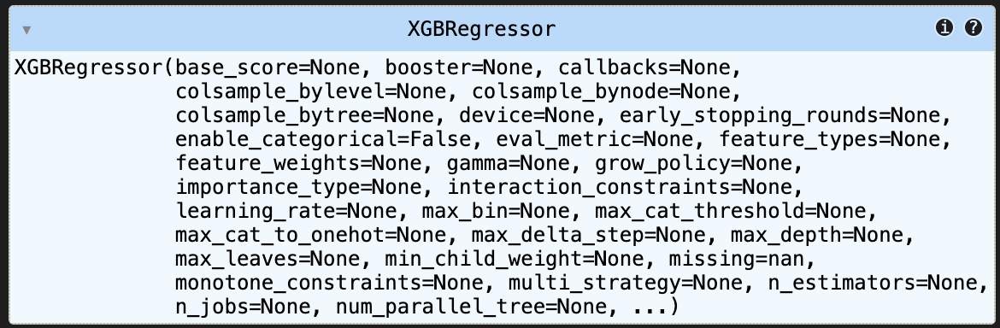 XGBRegressor
XGBRegressor(base_score=None, booster=None, callbacks=None,
colsample_bylevel=None, colsample_bynode=None,
colsample_bytree=None, device=None, early_stopping_rounds=None,
enable_categorical=False, eval_metric=None, feature_types=None,
feature_weights=None, gamma=None, grow_policy=None,
importance_type=None, interaction_constraints=None,
learning_rate=None, max_bin=None, max_cat_threshold=None,
max_cat_to_onehot=None, max_delta_step=None, max_depth=None,
max_leaves=None, min_child_weight=None, missing=nan,
monotone_constraints=None, multi_strategy=None, n_estimators=None,
n_jobs=None, num_parallel_tree=None, ...)